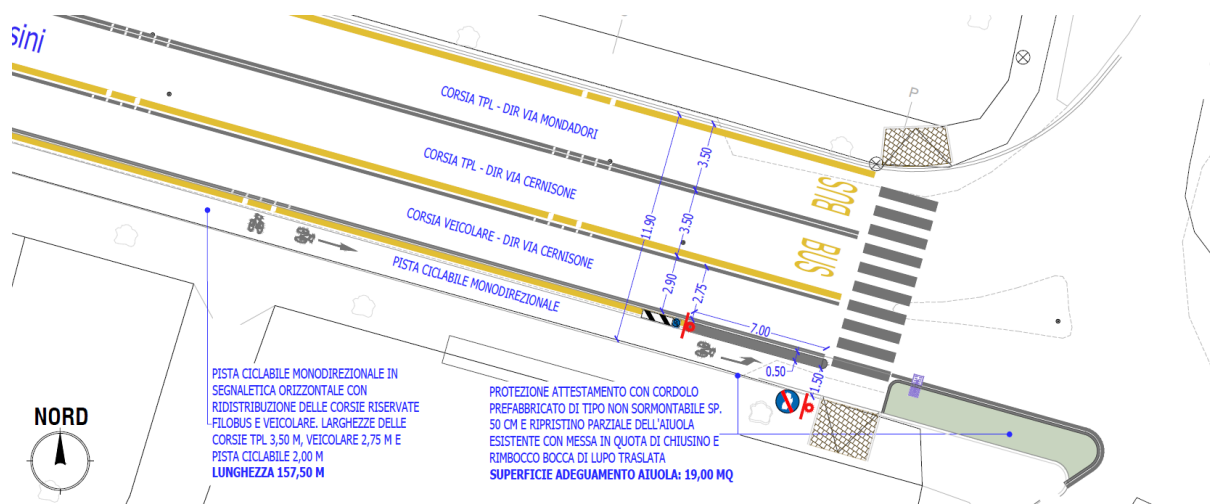 sini
P
CORSIA TPL - DIR VIA MONDADORI
3.50
CORSIA TPL - DIR VIA CERNISONE
BUS
11.90
3.50
CORSIA VEICOLARE - DIR VIA CERNISONE
BUS
PISTA CICLABILE MONODIREZIONALE
2.90
2.75
7.00
0.50
1.50
PISTA CICLABILE MONODIREZIONALE IN
SEGNALETICA ORIZZONTALE CON
RIDISTRIBUZIONE DELLE CORSIE RISERVATE
FILOBUS E VEICOLARE. LARGHEZZE DELLE
CORSIE TPL 3,50 M, VEICOLARE 2,75 M E
PISTA CICLABILE 2,00 M
LUNGHEZZA 157,50 M
PROTEZIONE ATTESTAMENTO CON CORDOLO
PREFABBRICATO DI TIPO NON SORMONTABILE SP.
50 CM E RIPRISTINO PARZIALE DELL'AIUOLA
ESISTENTE CON MESSA IN QUOTA DI CHIUSINO E
RIMBOCCO BOCCA DI LUPO TRASLATA
SUPERFICIE ADEGUAMENTO AIUOLA: 19,00 MQ
NORD